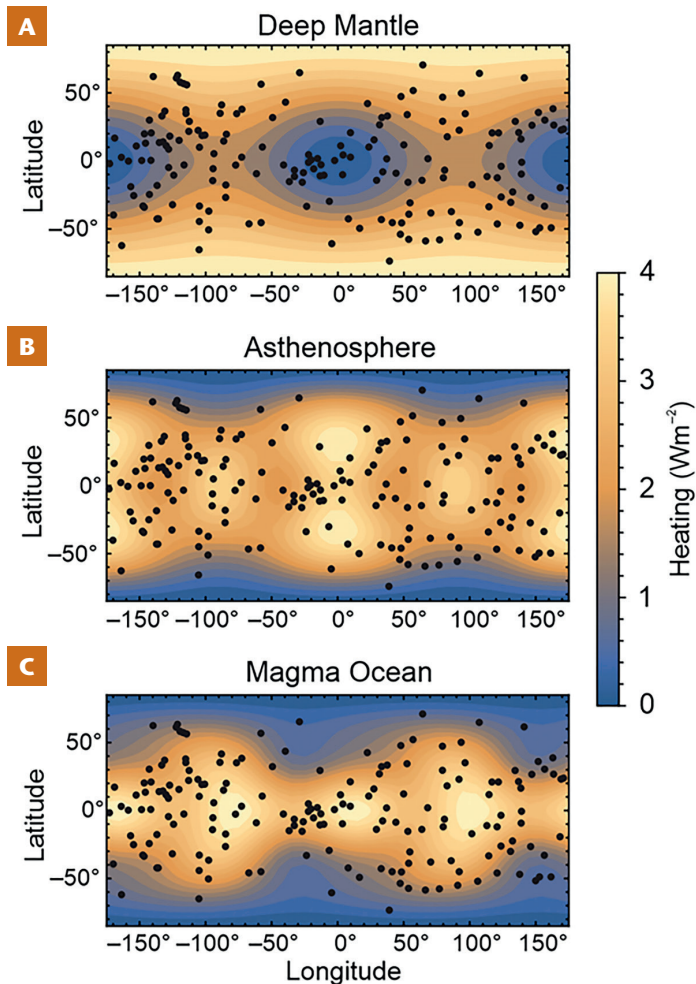 A
Deep Mantle
50°
0°
–50°
Latitude
–150° –100° –50° 0° 50° 100° 150°
B
Asthenosphere
50°
0°
–50°
Latitude
–150° –100° –50° 0° 50° 100° 150°
4
3
2
1
0
Heating (Wm⁻²)
C
Magma Ocean
50°
0°
–50°
Latitude
–150° –100° –50° 0° 50° 100° 150°
Longitude